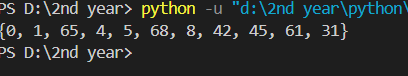 PS D:\2nd year> python -u "d:\2nd year\python\
{0, 1, 65, 4, 5, 68, 8, 42, 45, 61, 31}
PS D:\2nd year>